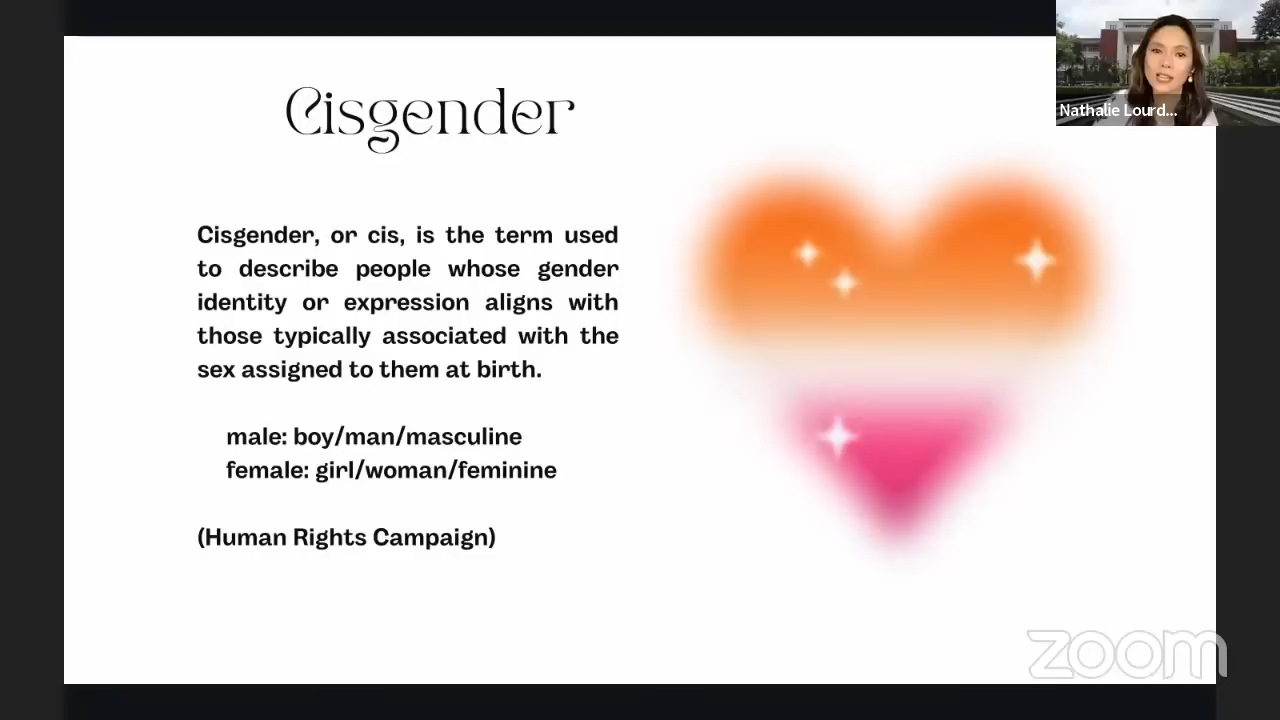 Cisgender
Cisgender, or cis, is the term used
to describe people whose gender
identity or expression aligns with
those typically associated with the
sex assigned to them at birth.
male: boy/man/masculine
female: girl/woman/feminine
(Human Rights Campaign)
Nathalie Lourd...
zoom